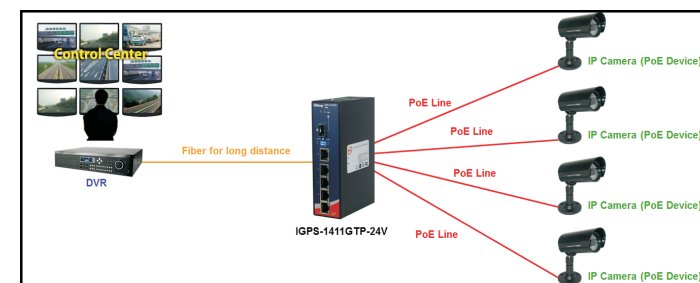 Control Center
IP Camera (PoE Device)
PoE Line
PoE Line
IP Camera (PoE Device)
Fiber for long distance
PoE Line
DVR
IP Camera (PoE Device)
IGPS-1411GTP-24V
PoE Line
IP Camera (PoE Device)